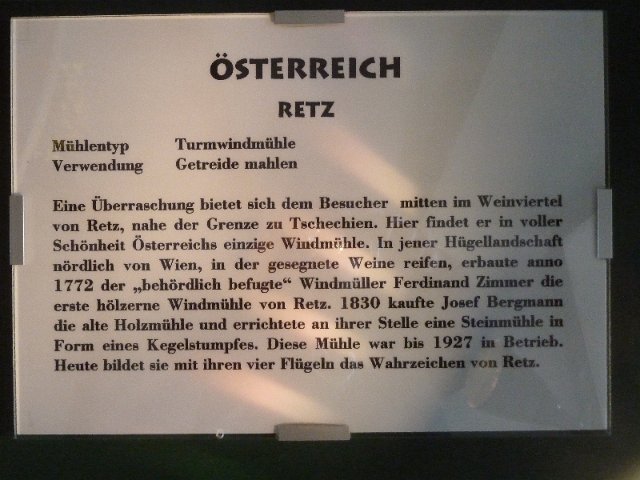 ÖSTERREICH
RETZ
Mühlentyp Turmwindmühle
Verwendung Getreide mahlen
Eine Überraschung bietet sich dem Besucher mitten im Weinviertel
von Retz, nahe der Grenze zu Tschechien. Hier findet er in voller
Schönheit Österreichs einzige Windmühle. In jener Hügellandschaft
nördlich von Wien, in der gesegnete Weine reifen, erbaute anno
1772 der „behördlich befugte“ Windmüller Ferdinand Zimmer die
erste hölzerne Windmühle von Retz. 1830 kaufte Josef Bergmann
die alte Holzmühle und errichtete an ihrer Stelle eine Steinmühle in
Form eines Kegelstumpfes. Diese Mühle war bis 1927 in Betrieb.
Heute bildet sie mit ihren vier Flügeln das Wahrzeichen von Retz.